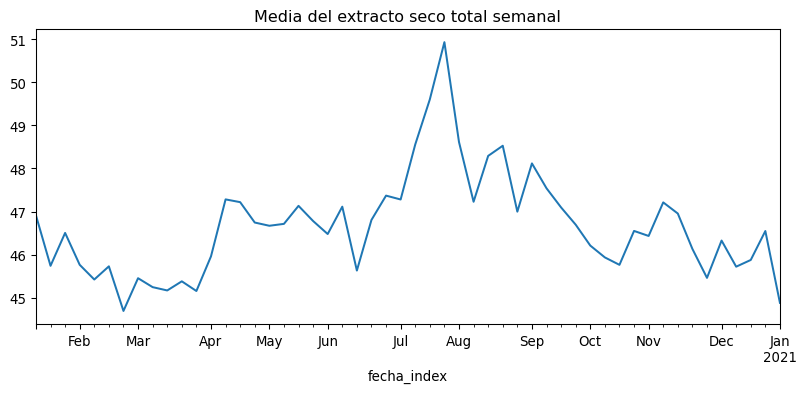 Media del extracto seco total semanal
51
50
49
48
47
46
45
Feb Mar Apr May Jun Jul Aug Sep Oct Nov Dec Jan
2021
fecha_index